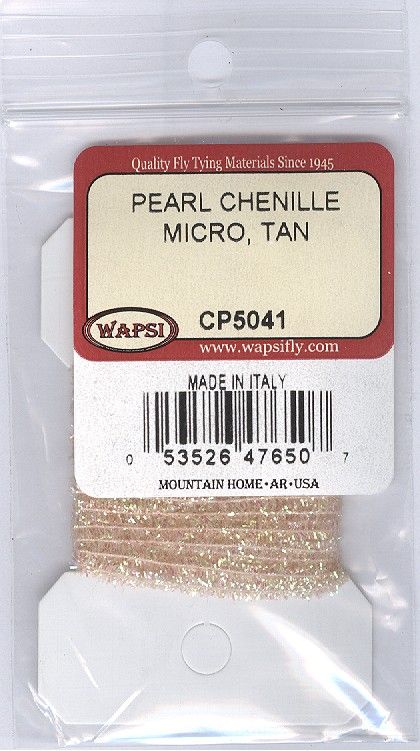 Quality Fly Tying Materials Since 1945
PEARL CHENILLE
MICRO, TAN
WAPSI
CP5041
www.wapsifly.com
MADE IN ITALY
0 53526 47650 7
MOUNTAIN HOME•AR•USA